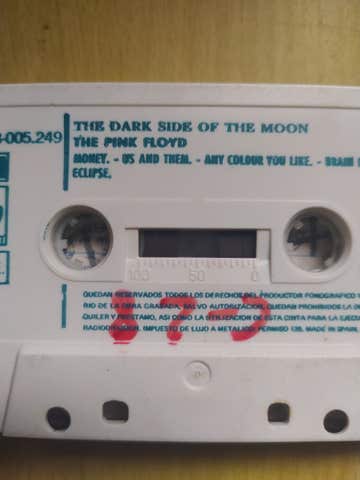 -005.249
THE DARK SIDE OF THE MOON
THE PINK FLOYD
MONEY. - US AND THEM. - ANY COLOUR YOU LIKE. - BRAIN
ECLIPSE.
100 50 0
QUEDAN RESERVADOS TODOS LOS DERECHOS DEL PRODUCTOR FONOGRAFICO
RIO DE LA OBRA GRABADA. SALVO AUTORIZACION, QUEDAN PROHIBIDOS LA
QUILER Y PRESTAMO, ASI COMO LA UTILIZACION DE ESTA CINTA PARA LA EJECU
RADIODIFUSION. IMPUESTO DE LUJO A METALICO: PERMISO 138. MADE IN SPAIN.